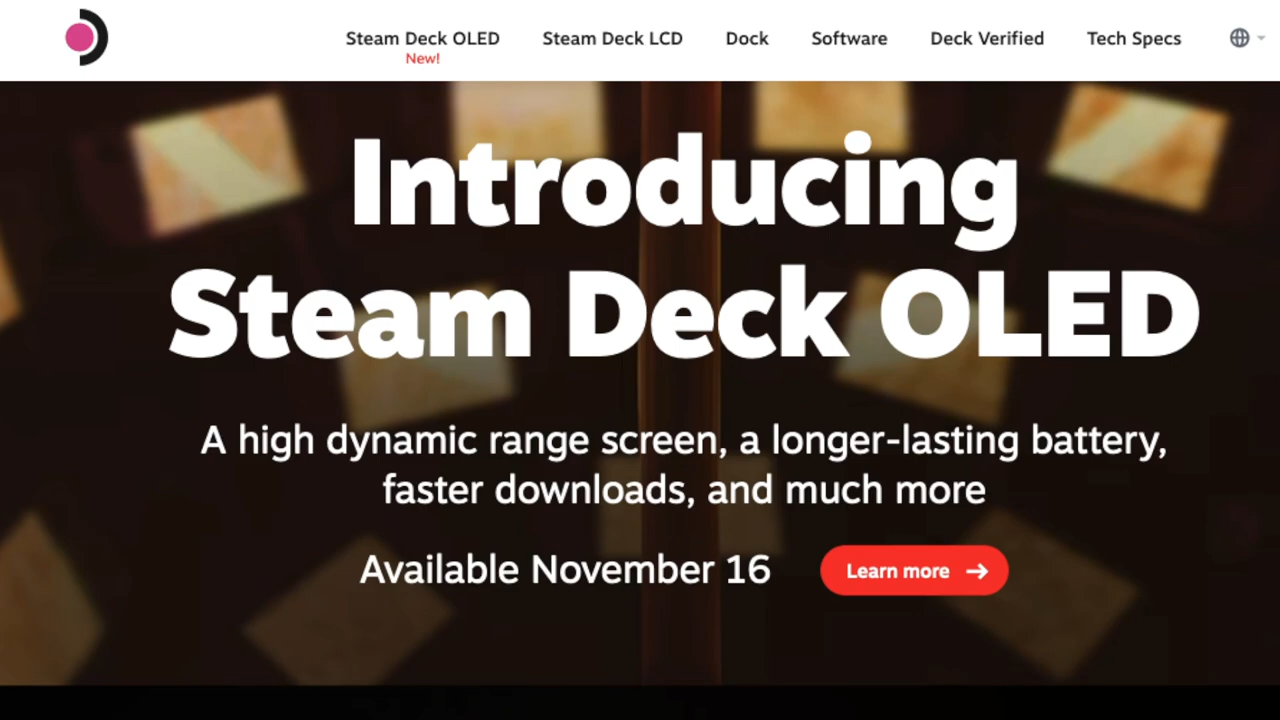 Steam Deck OLED
New!
Steam Deck LCD
Dock
Software
Deck Verified
Tech Specs
Introducing
Steam Deck OLED
A high dynamic range screen, a longer-lasting battery,
faster downloads, and much more
Available November 16
Learn more